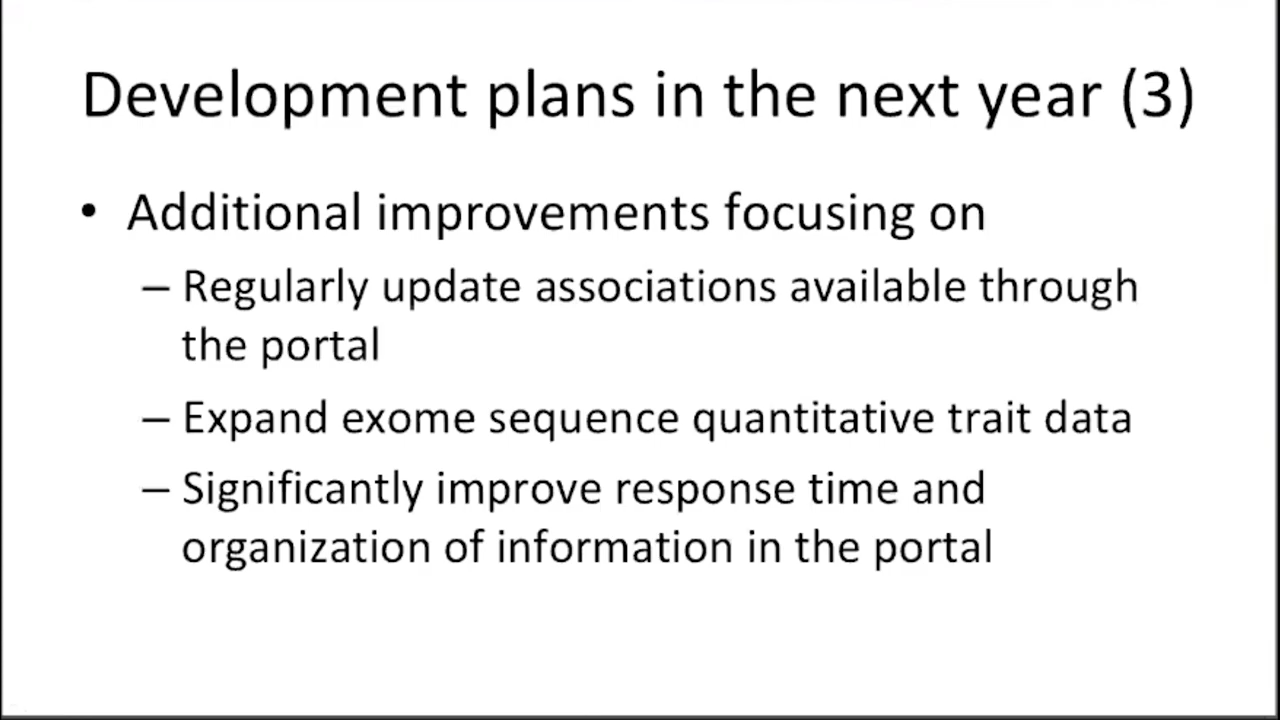 Development plans in the next year (3)
• Additional improvements focusing on
– Regularly update associations available through
the portal
– Expand exome sequence quantitative trait data
– Significantly improve response time and
organization of information in the portal